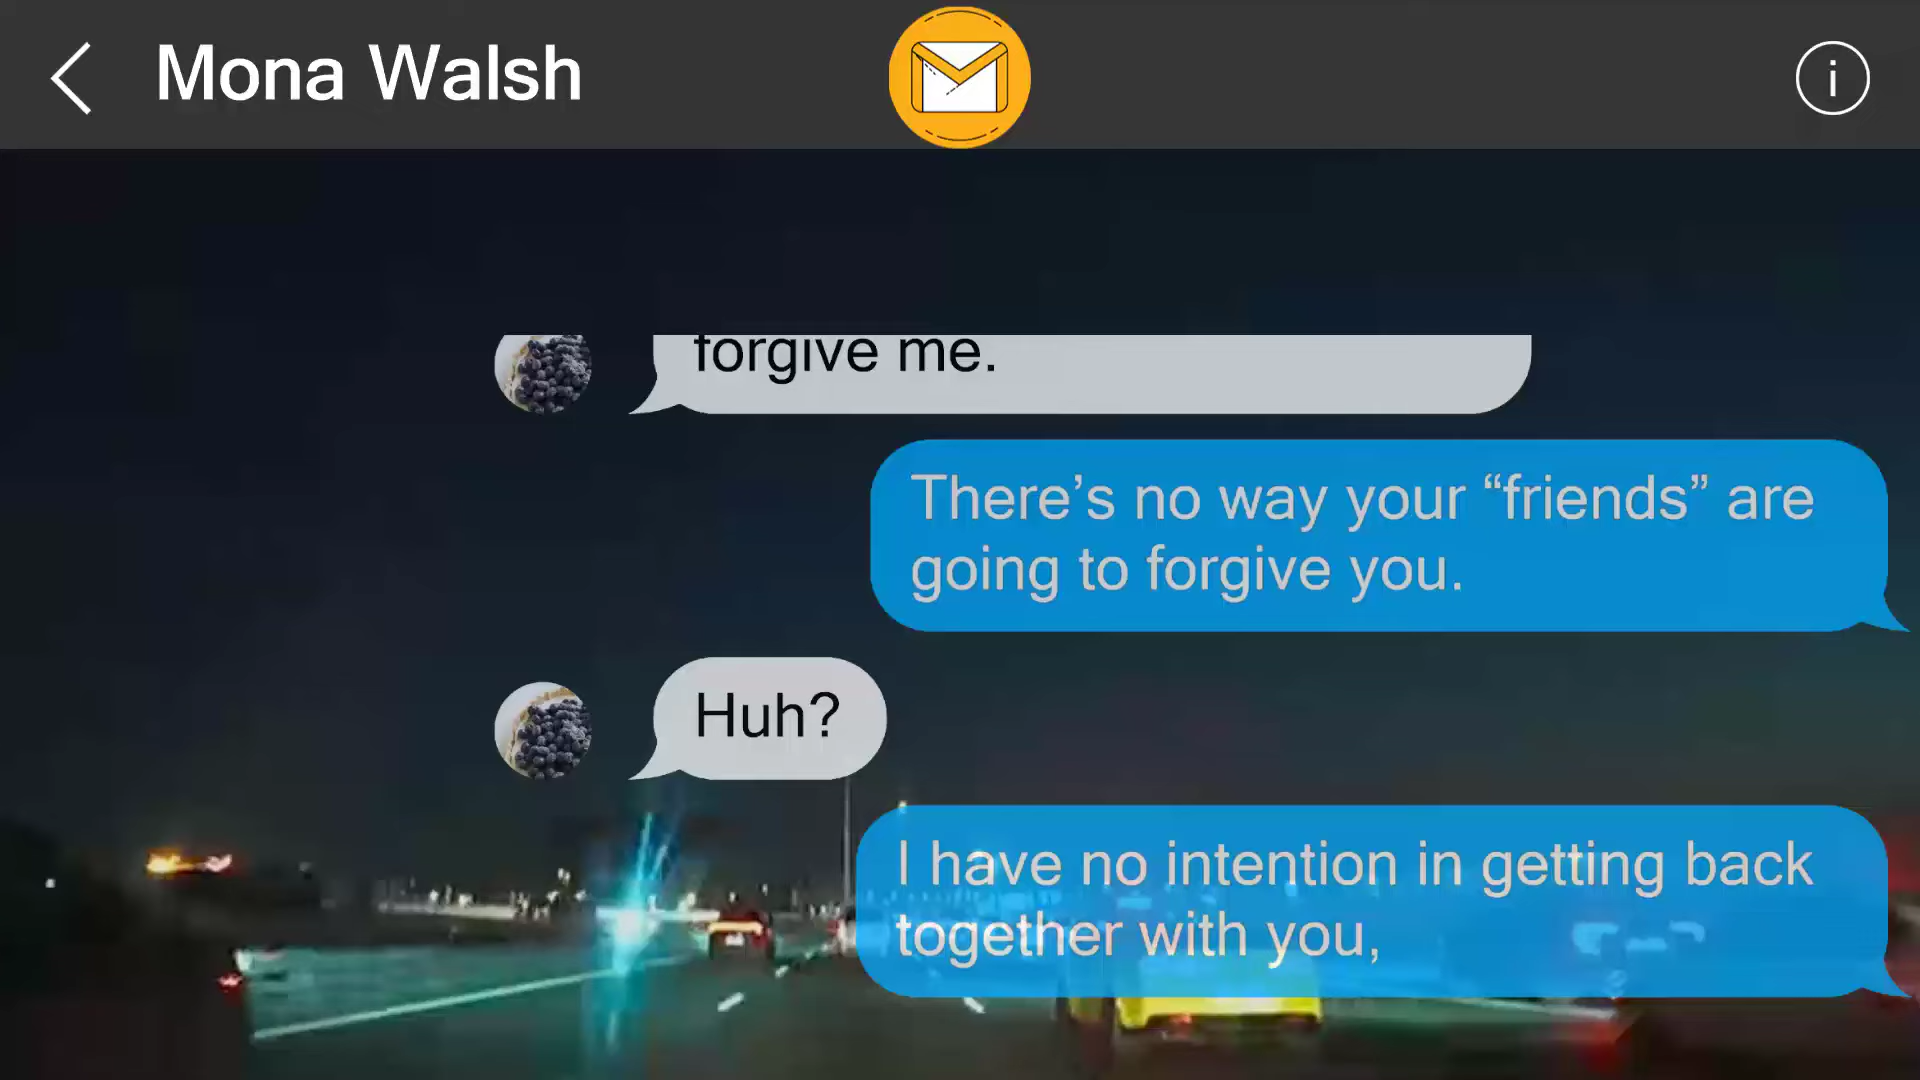 Mona Walsh
i
forgive me.
There’s no way your “friends” are
going to forgive you.
Huh?
I have no intention in getting back
together with you,